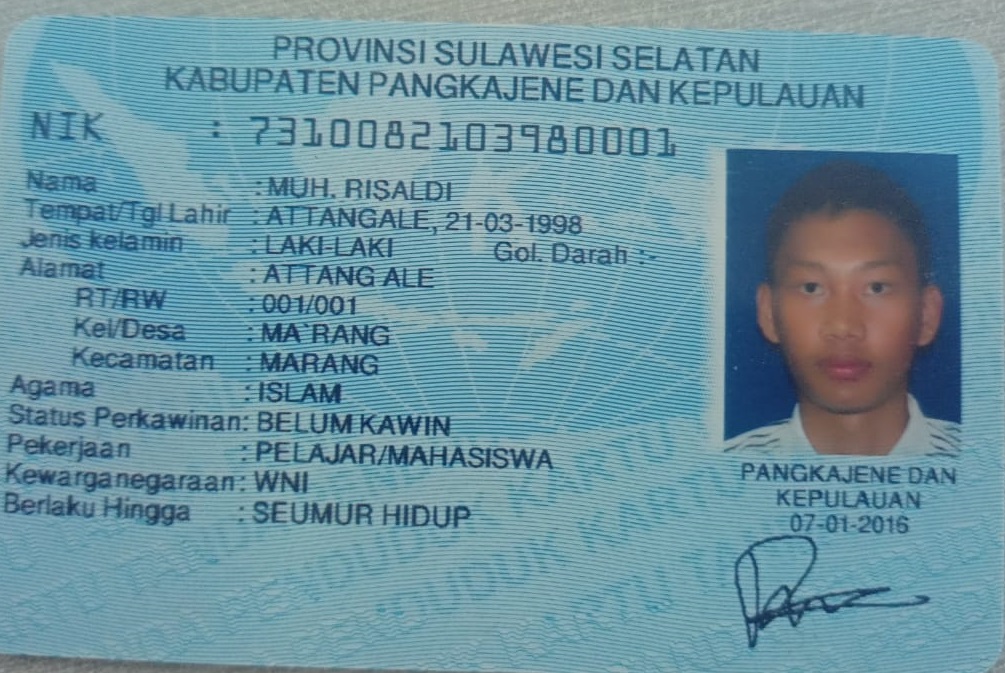 PROVINSI SULAWESI SELATAN
KABUPATEN PANGKAJENE DAN KEPULAUAN
NIK : 7310082103980001
Nama : MUH. RISALDI
Tempat/Tgl Lahir : ATTANGALE, 21-03-1998
Jenis kelamin : LAKI-LAKI Gol. Darah :-
Alamat : ATTANG ALE
RT/RW : 001/001
Kel/Desa : MA`RANG
Kecamatan : MARANG
Agama : ISLAM
Status Perkawinan: BELUM KAWIN
Pekerjaan : PELAJAR/MAHASISWA
Kewarganegaraan: WNI
Berlaku Hingga : SEUMUR HIDUP
PANGKAJENE DAN
KEPULAUAN
07-01-2016